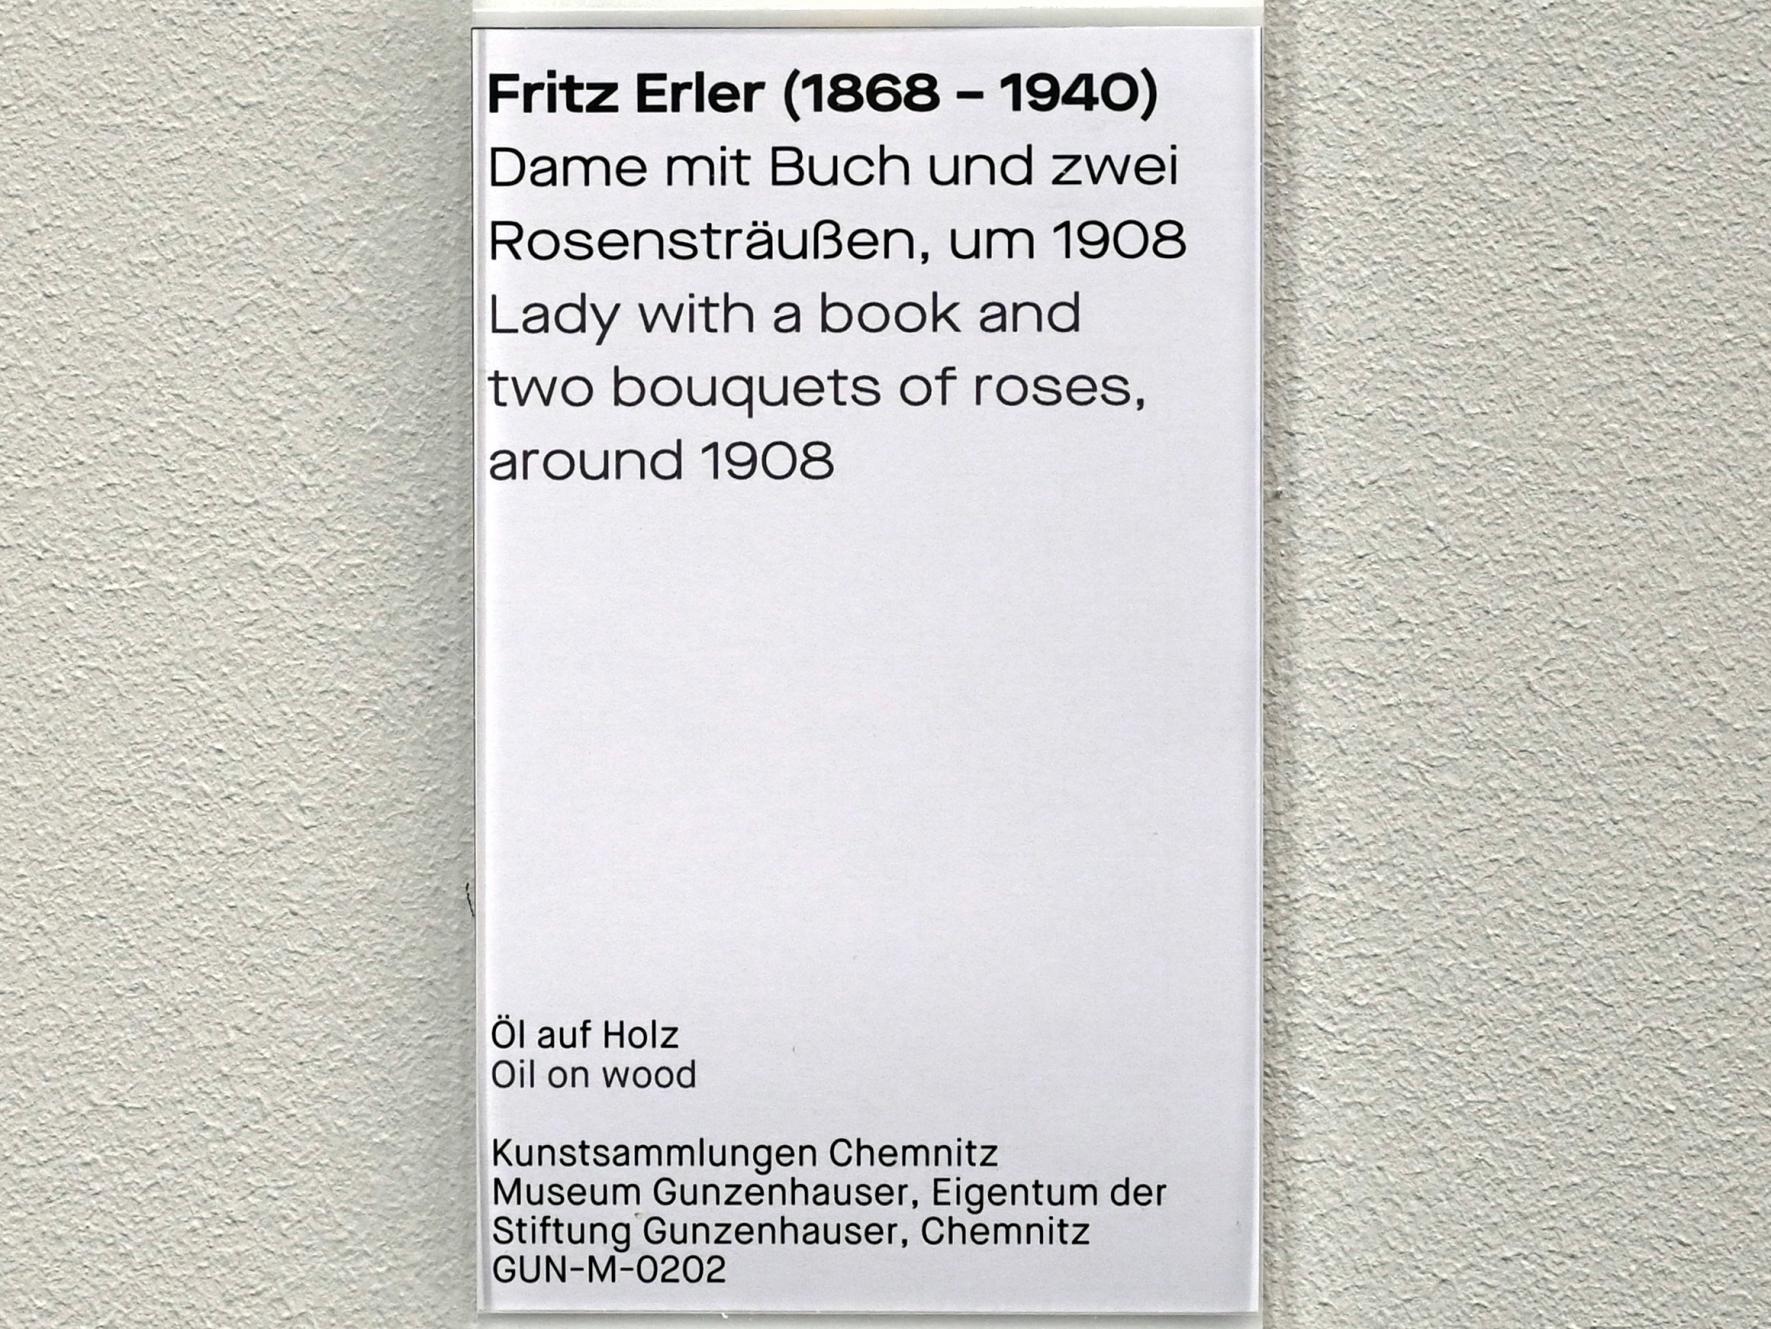 Fritz Erler (1868 – 1940)
Dame mit Buch und zwei
Rosensträußen, um 1908
Lady with a book and
two bouquets of roses,
around 1908
Öl auf Holz
Oil on wood
Kunstsammlungen Chemnitz
Museum Gunzenhauser, Eigentum der
Stiftung Gunzenhauser, Chemnitz
GUN-M-0202